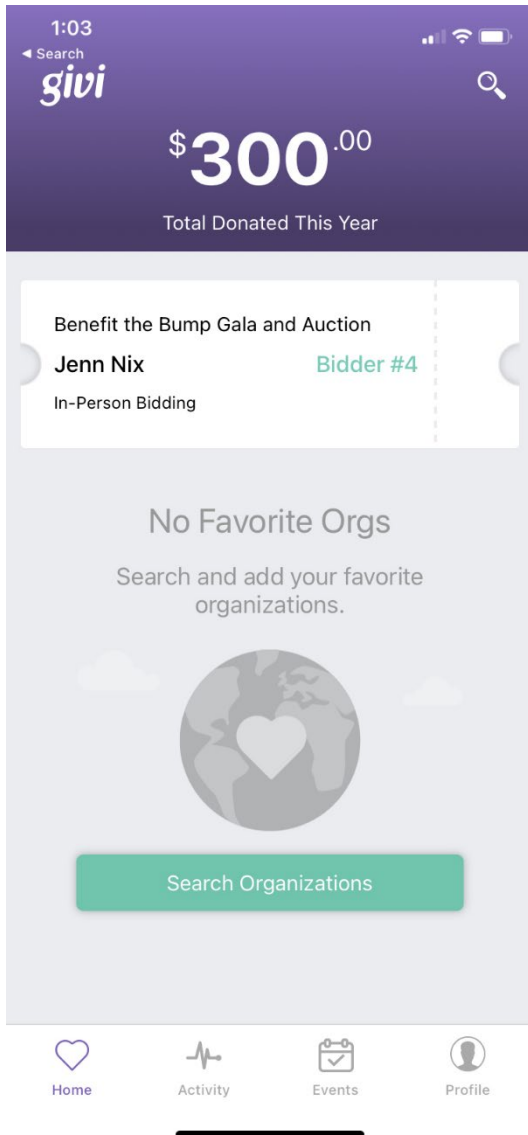 1:03
◄ Search
givi
$300.00
Total Donated This Year
Benefit the Bump Gala and Auction
Jenn Nix Bidder #4
In-Person Bidding
No Favorite Orgs
Search and add your favorite
organizations.
Search Organizations
Home Activity Events Profile